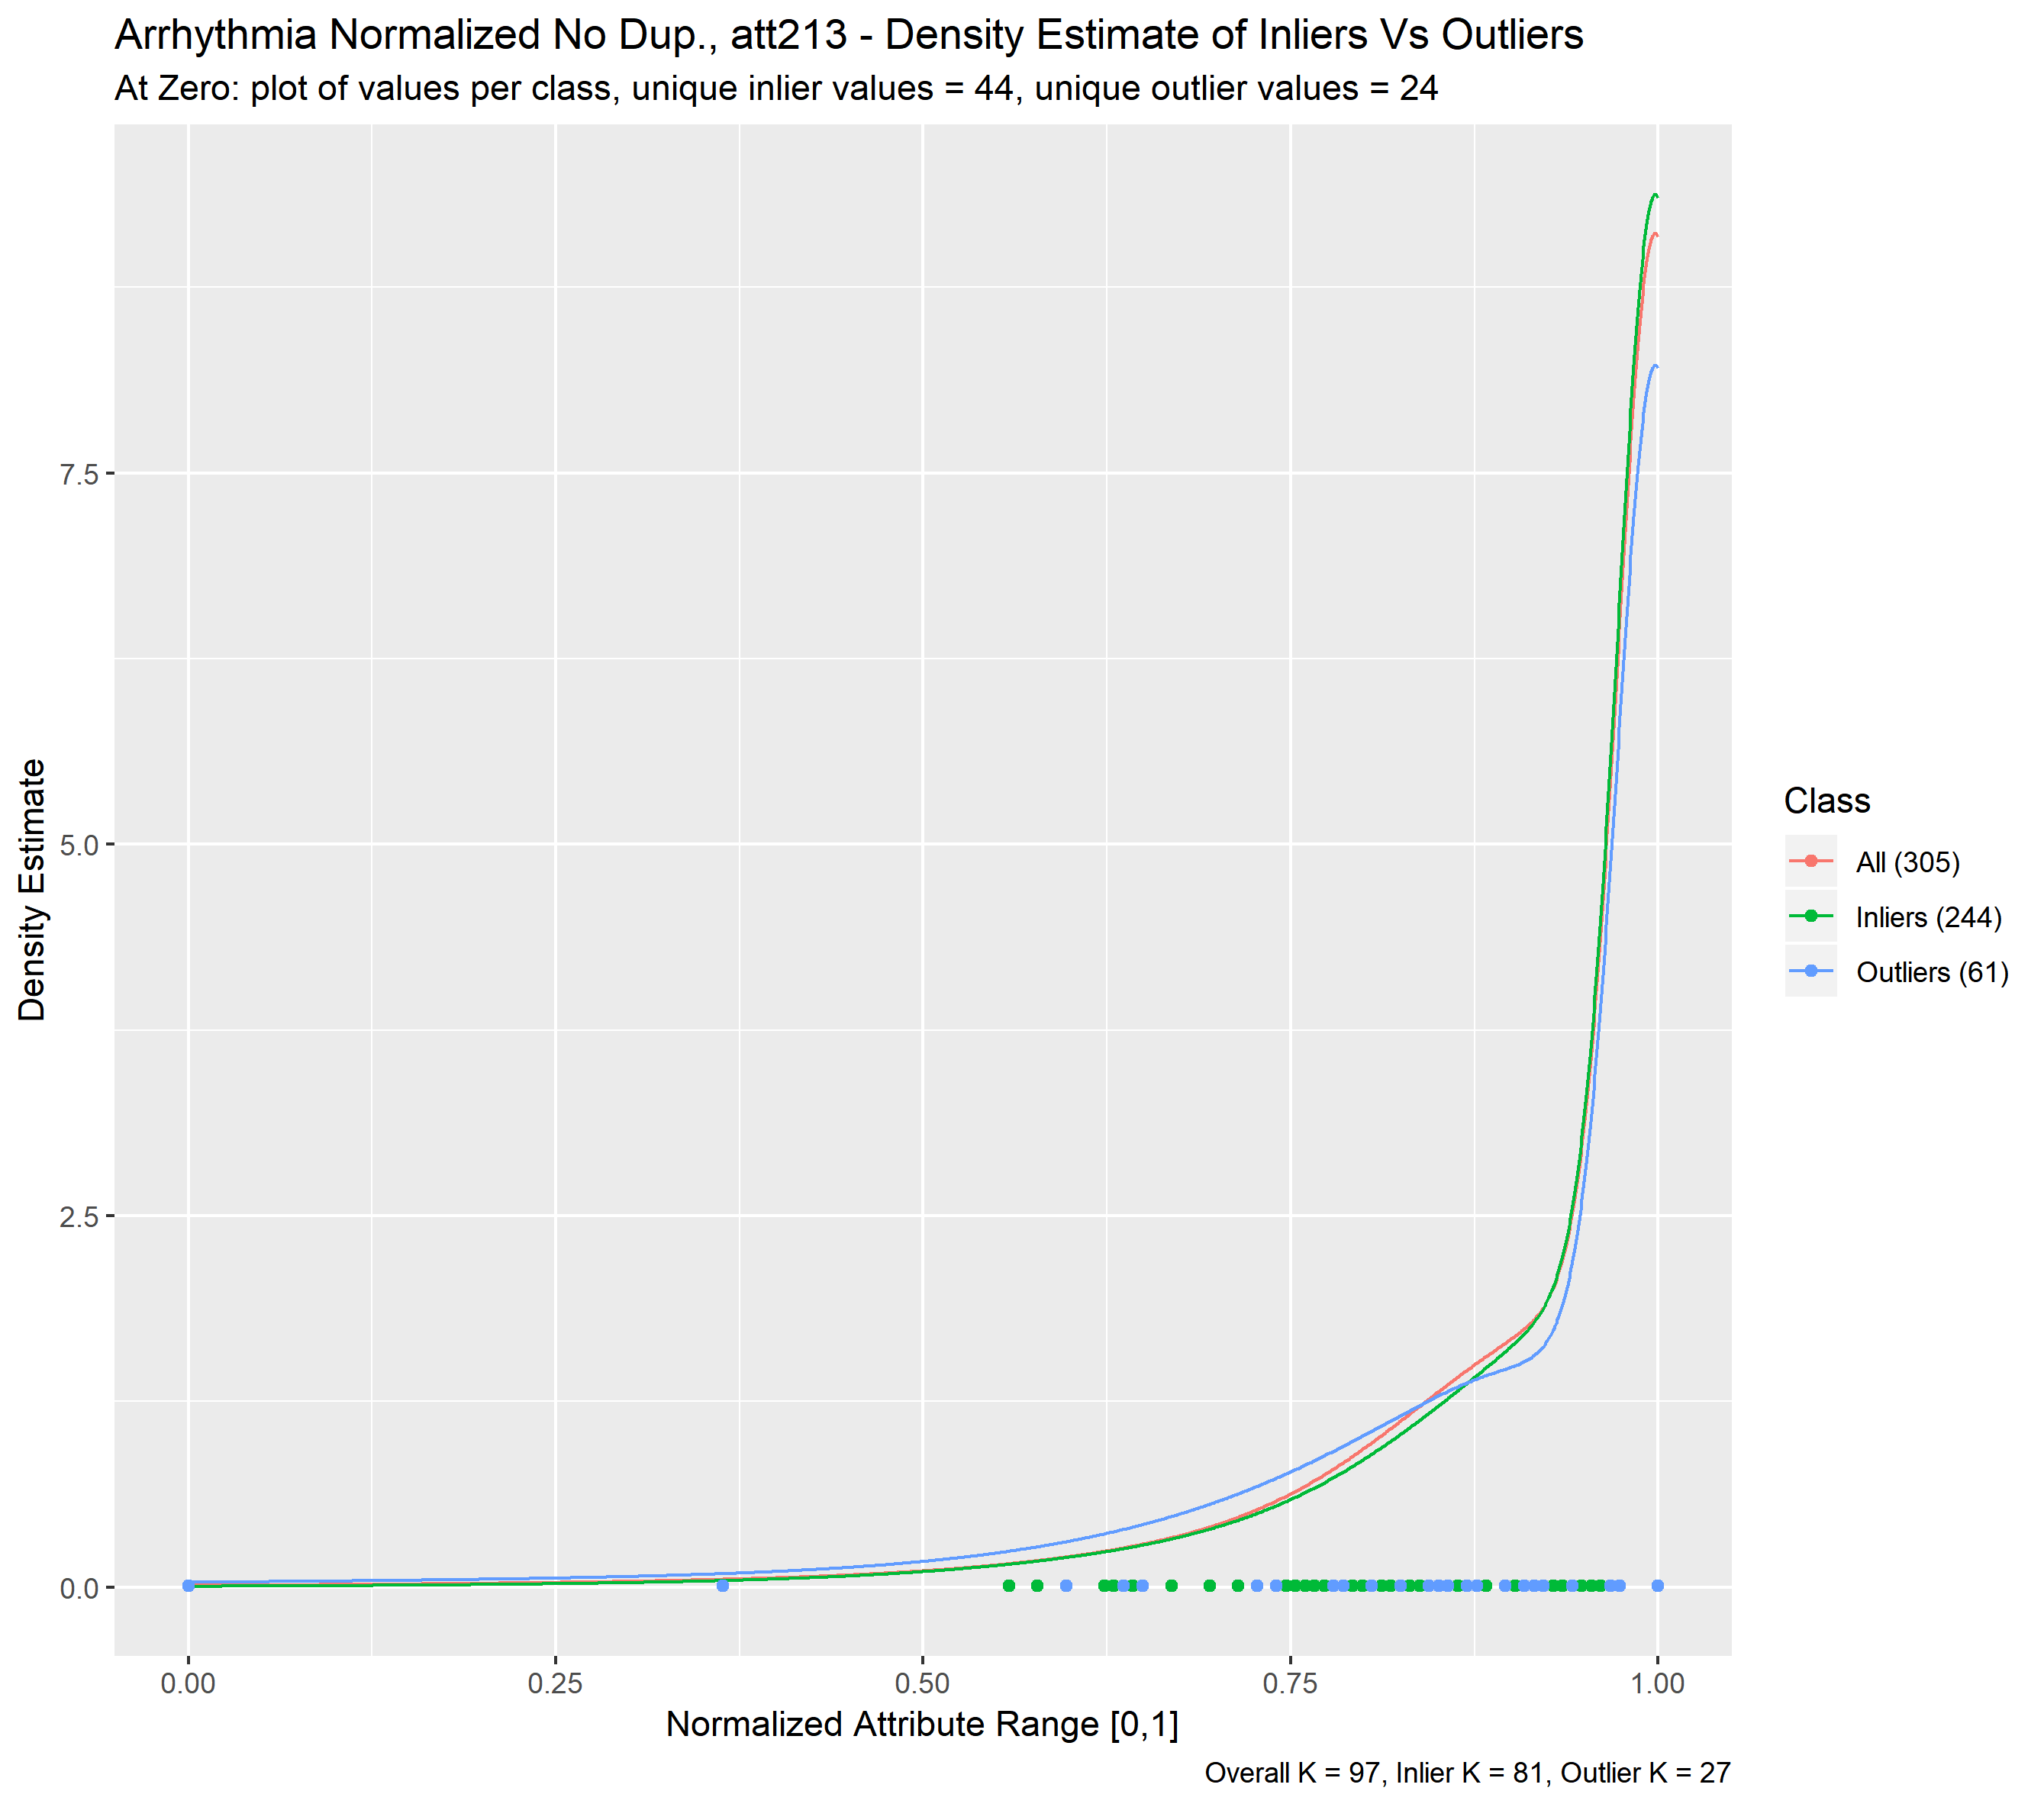 Arrhythmia Normalized No Dup., att213 - Density Estimate of Inliers Vs Outliers
At Zero: plot of values per class, unique inlier values = 44, unique outlier values = 24
Density Estimate
7.5
5.0
2.5
0.0
0.00
0.25
0.50
0.75
1.00
Normalized Attribute Range [0,1]
Class
All (305)
Inliers (244)
Outliers (61)
Overall K = 97, Inlier K = 81, Outlier K = 27